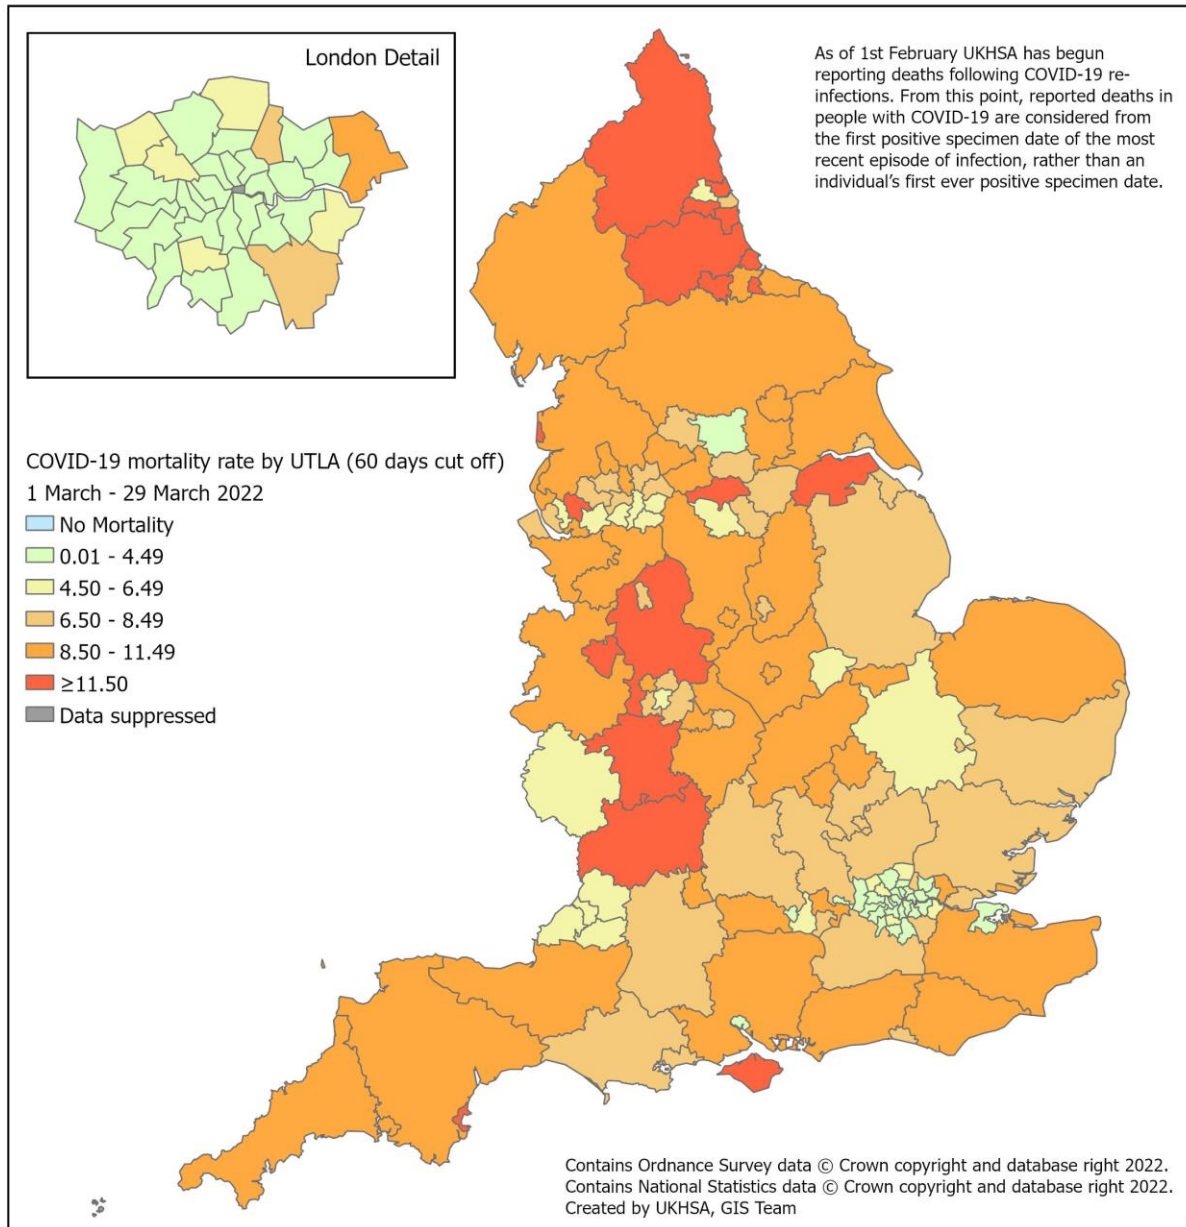 London Detail
As of 1st February UKHSA has begun
reporting deaths following COVID-19 re-
infections. From this point, reported deaths in
people with COVID-19 are considered from
the first positive specimen date of the most
recent episode of infection, rather than an
individual's first ever positive specimen date.
COVID-19 mortality rate by UTLA (60 days cut off)
1 March - 29 March 2022
No Mortality
0.01 - 4.49
4.50 - 6.49
6.50 - 8.49
8.50 - 11.49
≥11.50
Data suppressed
Contains Ordnance Survey data © Crown copyright and database right 2022.
Contains National Statistics data © Crown copyright and database right 2022.
Created by UKHSA, GIS Team